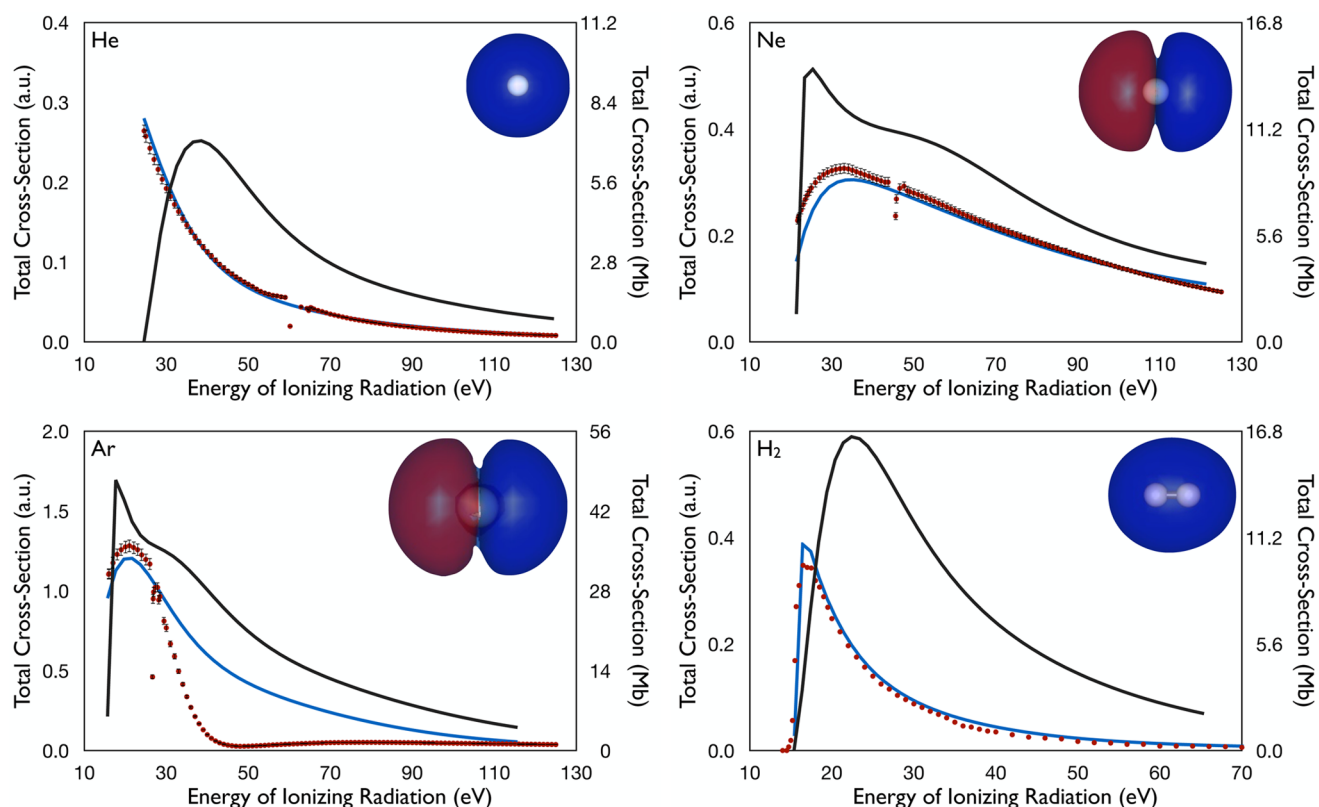 He
Total Cross-Section (a.u.)
0.4
0.3
0.2
0.1
0.0
11.2
8.4
5.6
2.8
0.0
Total Cross-Section (Mb)
10 30 50 70 90 110 130
Energy of Ionizing Radiation (eV)
Ne
Total Cross-Section (a.u.)
0.6
0.4
0.2
0.0
16.8
11.2
5.6
0.0
Total Cross-Section (Mb)
10 30 50 70 90 110 130
Energy of Ionizing Radiation (eV)
Ar
Total Cross-Section (a.u.)
2.0
1.5
1.0
0.5
0.0
56
42
28
14
0
Total Cross-Section (Mb)
10 30 50 70 90 110 130
Energy of Ionizing Radiation (eV)
H₂
Total Cross-Section (a.u.)
0.6
0.4
0.2
0.0
16.8
11.2
5.6
0.0
Total Cross-Section (Mb)
10 20 30 40 50 60 70
Energy of Ionizing Radiation (eV)